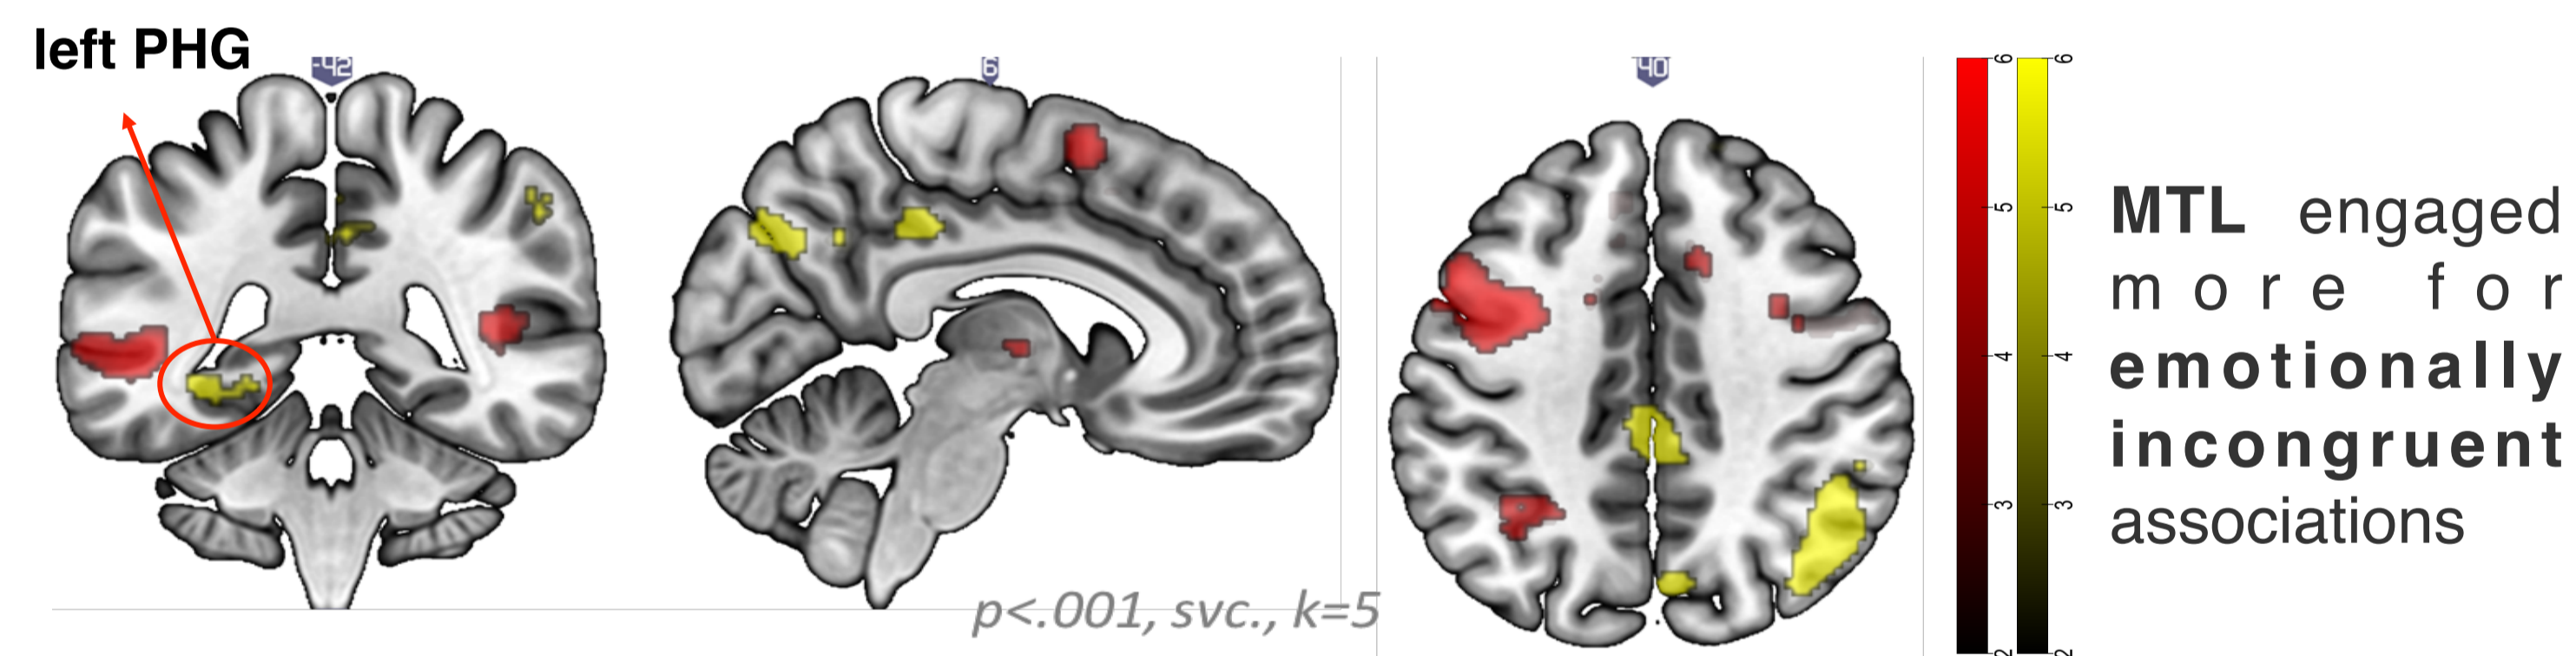 left PHG
-42
6
40
6
5
4
3
2
6
5
4
3
2
MTL engaged
more for
emotionally
incongruent
associations
p<.001, svc., k=5